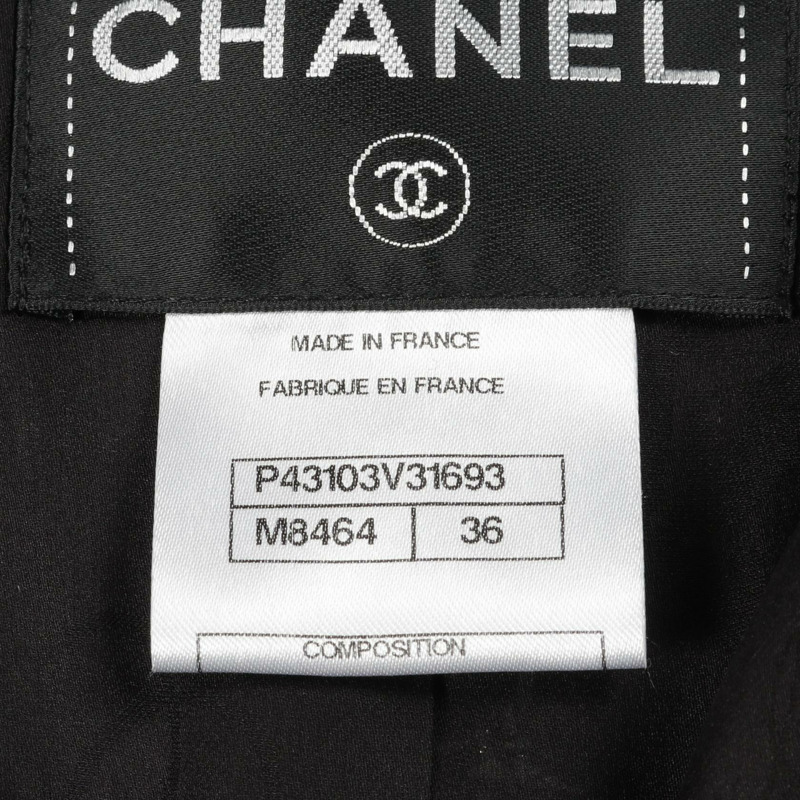 CHANEL
MADE IN FRANCE
FABRIQUE EN FRANCE
P43103V31693
M8464 36
COMPOSITION